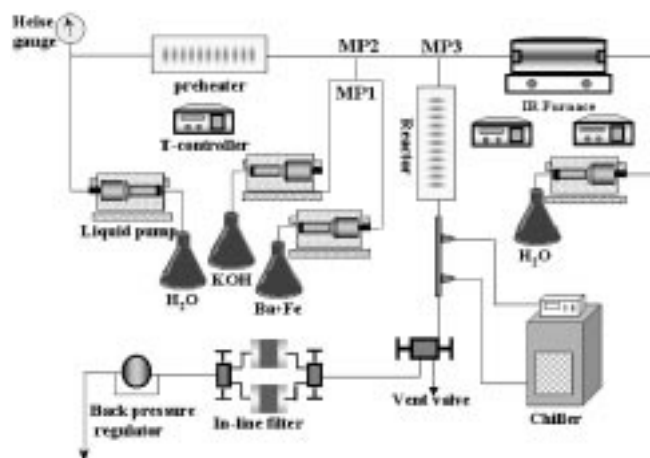 Heise
gauge
preheater
MP2
MP3
MP1
IR Furnace
T-controller
Reactor
Liquid pump
H2O
KOH
Ba+Fe
H2O
Vent valve
Chiller
Back pressure
regulator
In-line filter